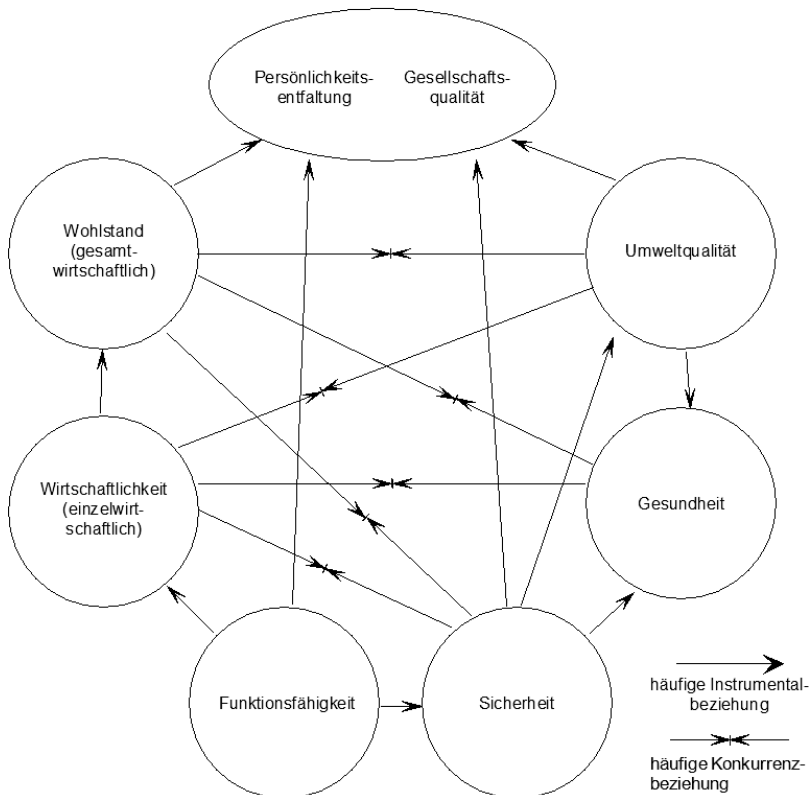 Persönlichkeits-
entfaltung
Gesellschafts-
qualität
Wohlstand
(gesamt-
wirtschaftlich)
Umweltqualität
Wirtschaftlichkeit
(einzelwirt-
schaftlich)
Gesundheit
Funktionsfähigkeit
Sicherheit
häufige Instrumental-
beziehung
häufige Konkurrenz-
beziehung